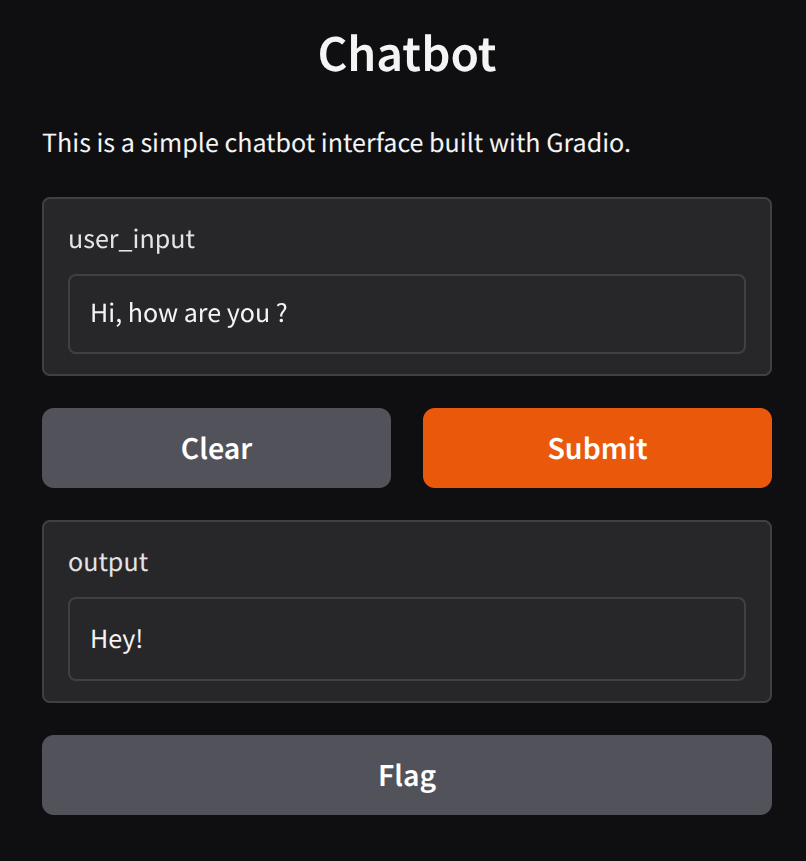 Chatbot
This is a simple chatbot interface built with Gradio.
user_input
Hi, how are you ?
Clear
Submit
output
Hey!
Flag